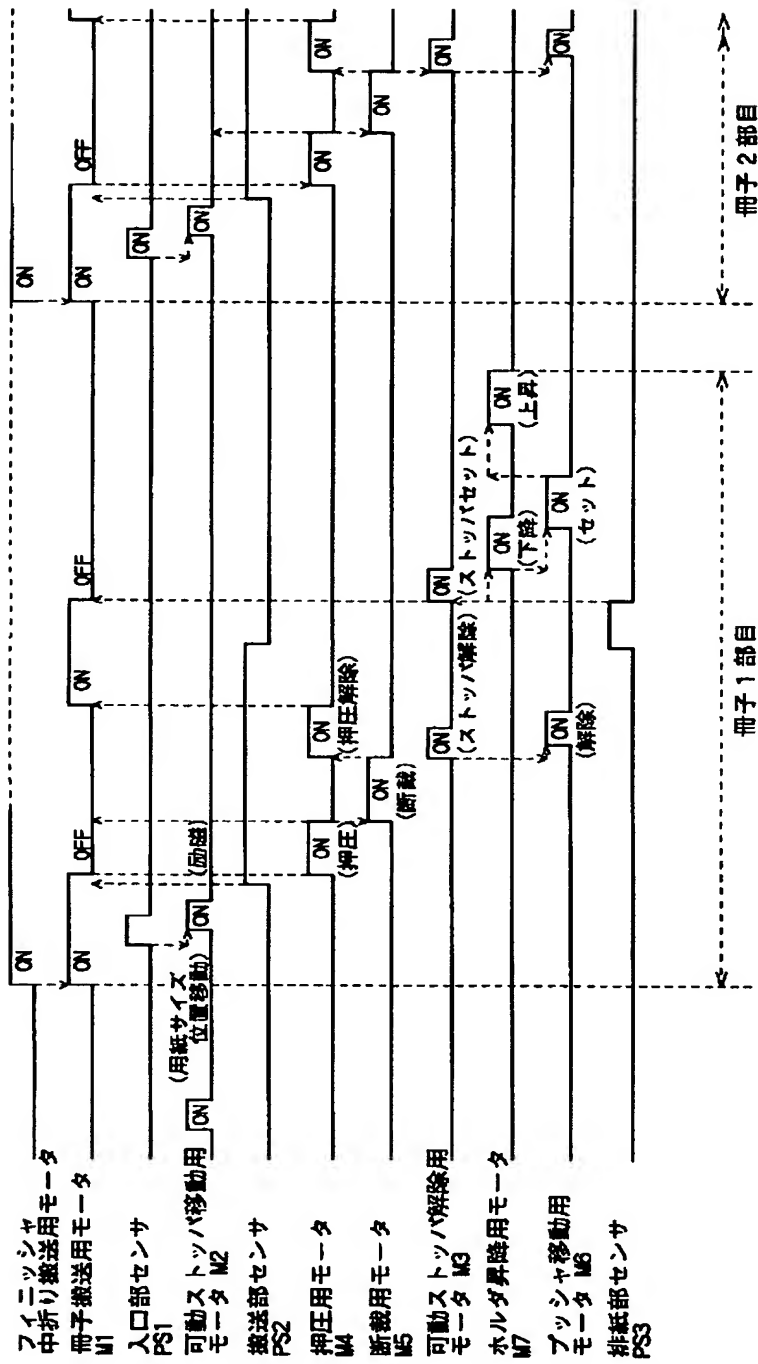 フィニッシャ
中折り搬送用モータ
ON
ON
冊子搬送用モータ
M1
ON
OFF
ON
OFF
ON
OFF
入口部センサ
PS1
ON
可動ストッパ移動用
モータ M2
ON
(用紙サイズ
位置移動)
ON
(励磁)
ON
搬送部センサ
PS2
押圧用モータ
M4
ON
(押圧)
ON
(押圧解除)
ON
ON
断裁用モータ
M5
ON
(断裁)
ON
可動ストッパ解除用
モータ M3
ON
(ストッパ解除)
ON
(ストッパセット)
ON
ホルダ昇降用モータ
M7
ON
(下降)
ON
(上昇)
プッシャ移動用
モータ M6
ON
(解除)
ON
(セット)
ON
排紙部センサ
PS3
冊子1部目
冊子2部目